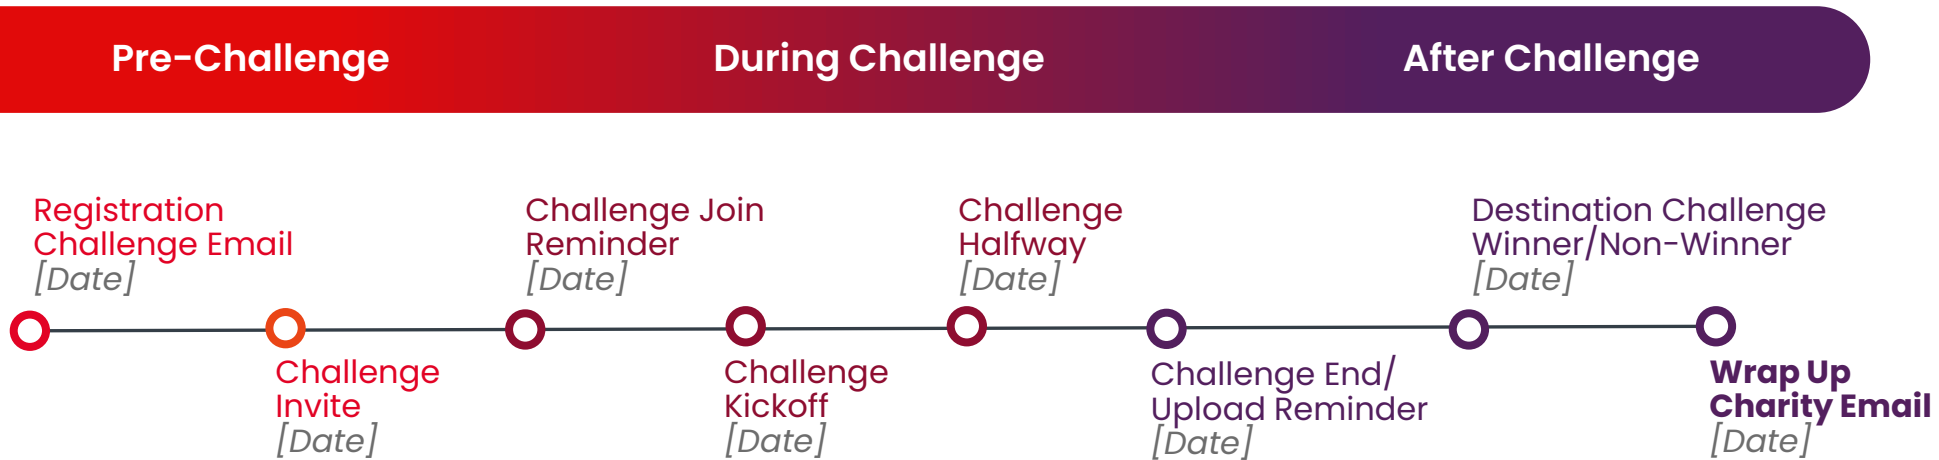 Pre-Challenge
During Challenge
After Challenge
Registration
Challenge Email
[Date]
Challenge
Invite
[Date]
Challenge Join
Reminder
[Date]
Challenge
Kickoff
[Date]
Challenge
Halfway
[Date]
Challenge End/
Upload Reminder
[Date]
Destination Challenge
Winner/Non-Winner
[Date]
Wrap Up
Charity Email
[Date]